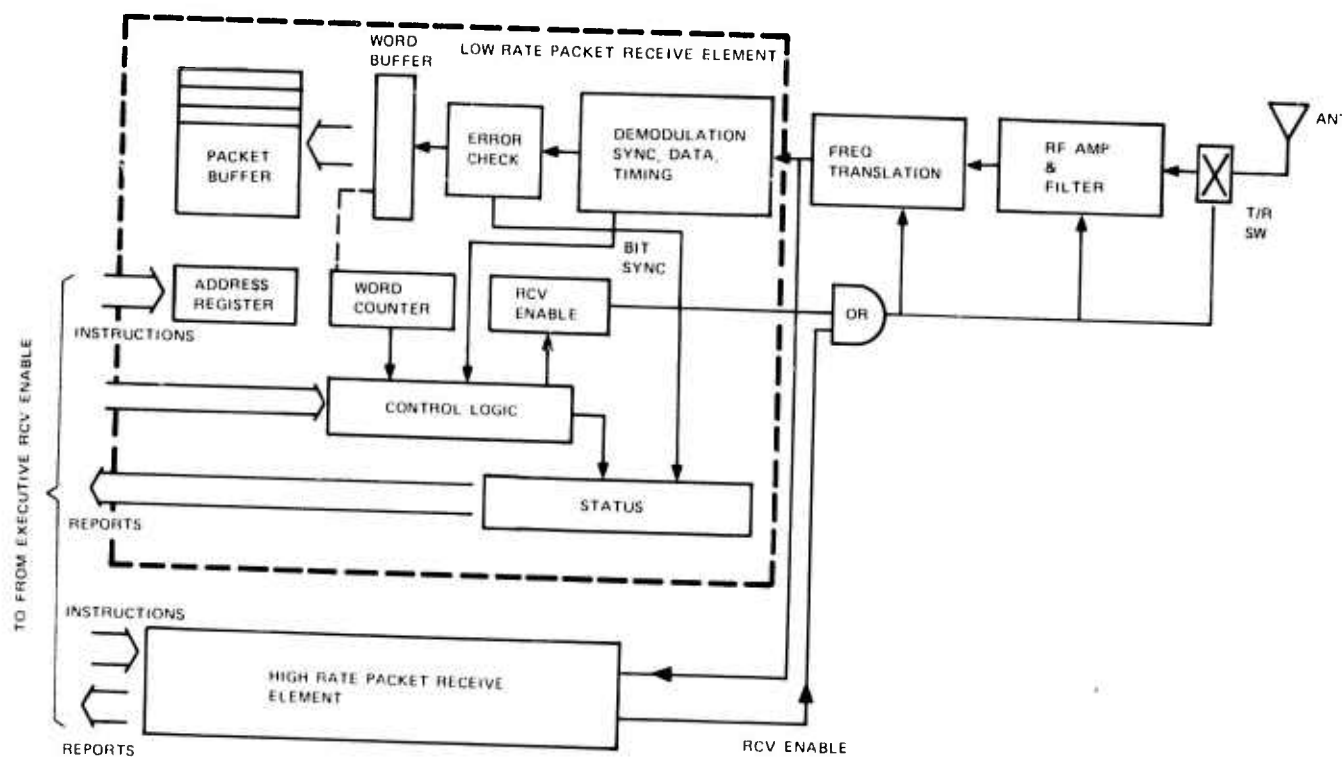 WORD
BUFFER
LOW RATE PACKET RECEIVE ELEMENT
PACKET
BUFFER
ERROR
CHECK
DEMODULATION
SYNC, DATA,
TIMING
FREQ
TRANSLATION
RF AMP
&
FILTER
ANT
T/R
SW
BIT
SYNC
ADDRESS
REGISTER
WORD
COUNTER
RCV
ENABLE
OR
INSTRUCTIONS
CONTROL LOGIC
STATUS
REPORTS
TO FROM EXECUTIVE RCV ENABLE
INSTRUCTIONS
HIGH RATE PACKET RECEIVE
ELEMENT
REPORTS
RCV ENABLE